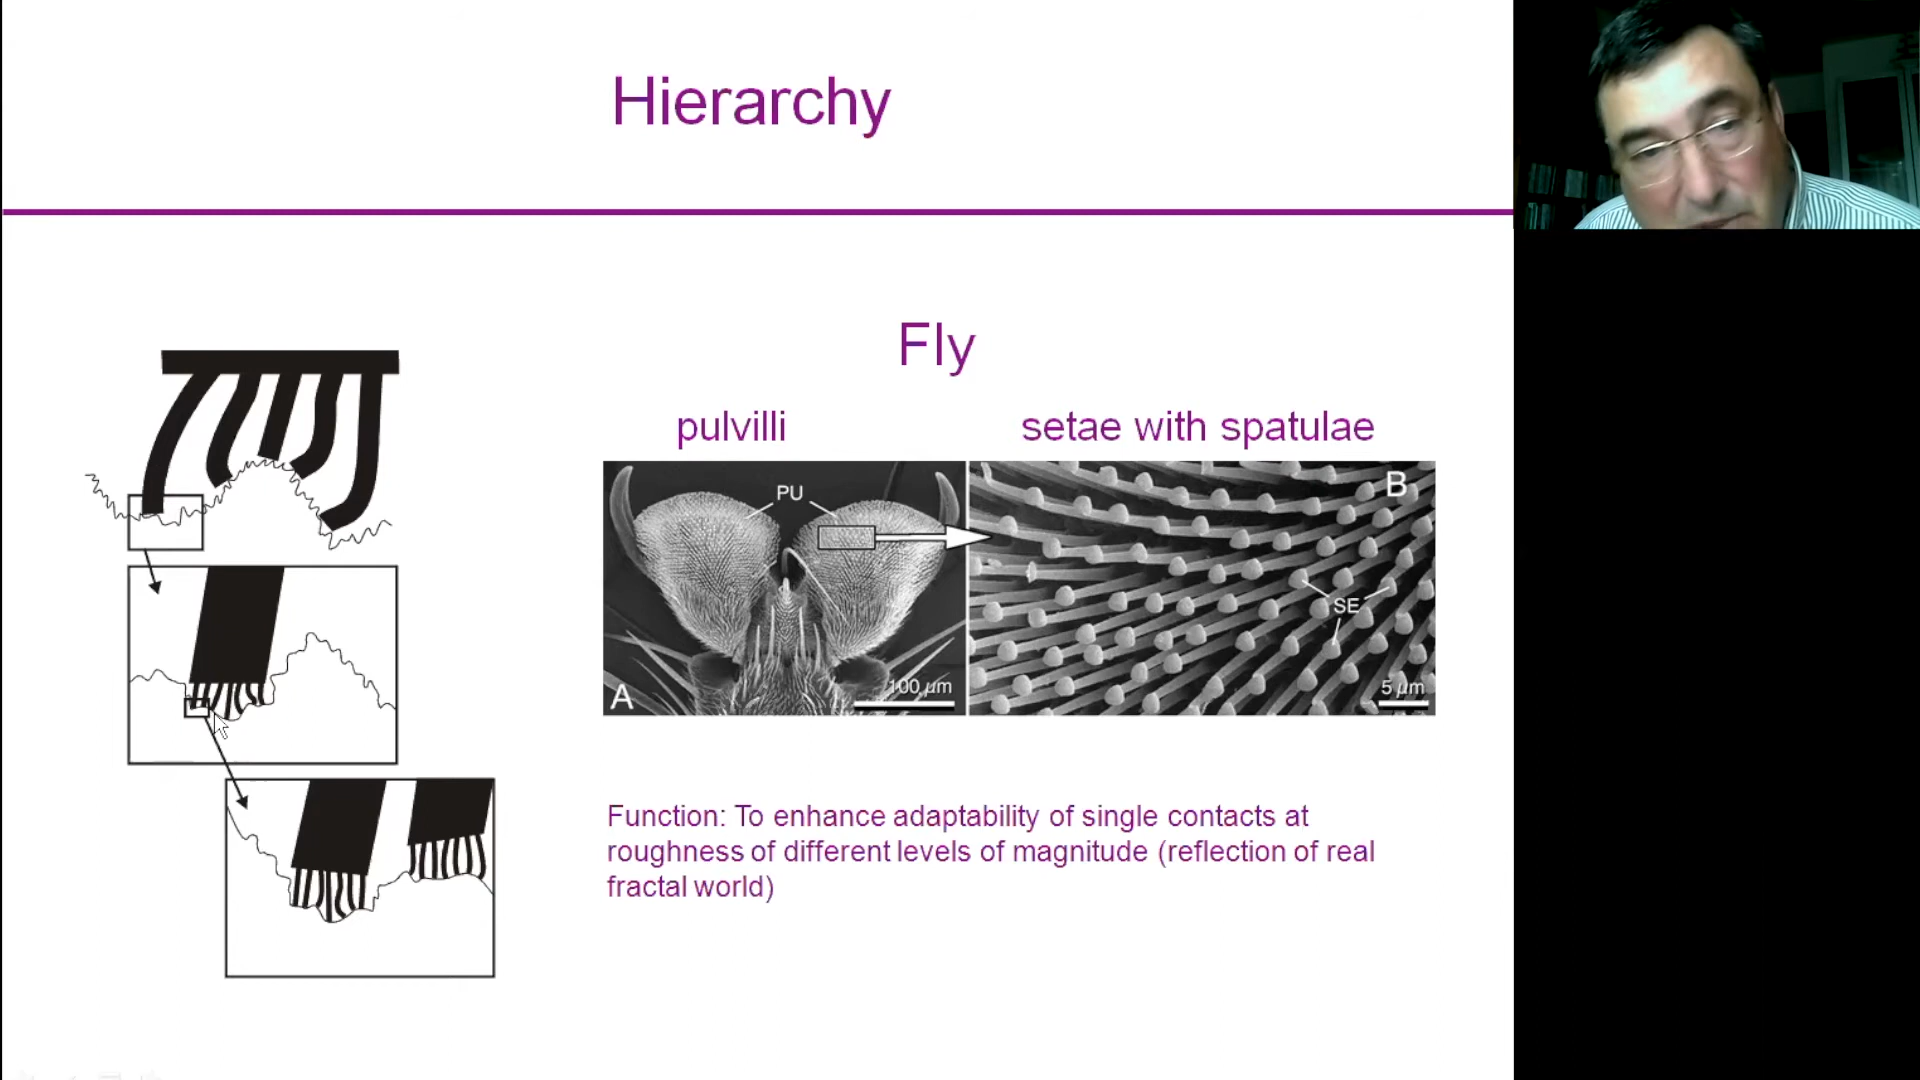 Hierarchy
Fly
pulvilli
setae with spatulae
PU
A
100 µm
B
SE
5 µm
Function: To enhance adaptability of single contacts at
roughness of different levels of magnitude (reflection of real
fractal world)